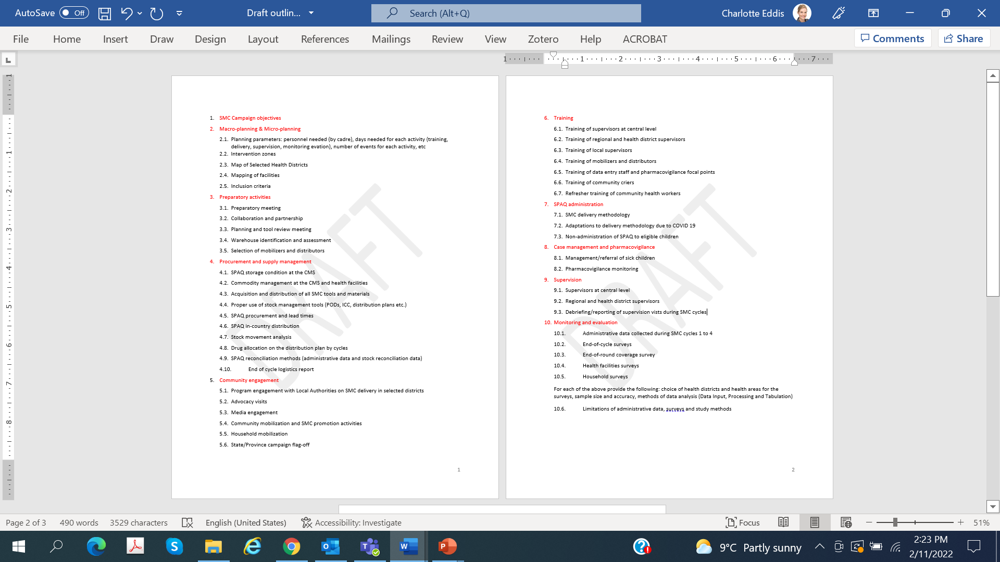 AutoSave Off Draft outlin... Search (Alt+Q) Charlotte Eddis
File Home Insert Draw Design Layout References Mailings Review View Zotero Help ACROBAT Comments Share
1 1 2 3 4 5 6 7
1. SMC Campaign objectives
2. Macro-planning & Micro-planning
2.1. Planning parameters: personnel needed (by cadre), days needed for each activity (training,
delivery, supervision, monitoring evation), number of events for each activity, etc
2.2. Intervention zones
2.3. Map of Selected Health Districts
2.4. Mapping of facilities
2.5. Inclusion criteria
3. Preparatory activities
3.1. Preparatory meeting
3.2. Collaboration and partnership
3.3. Planning and tool review meeting
3.4. Warehouse identification and assessment
3.5. Selection of mobilizers and distributors
4. Procurement and supply management
4.1. SPAQ storage condition at the CMS
4.2. Commodity management at the CMS and health facilities
4.3. Acquisition and distribution of all SMC tools and materials
4.4. Proper use of stock management tools (PODs, ICC, distribution plans etc.)
4.5. SPAQ procurement and lead times
4.6. SPAQ in-country distribution
4.7. Stock movement analysis
4.8. Drug allocation on the distribution plan by cycles
4.9. SPAQ reconciliation methods (administrative data and stock reconciliation data)
4.10. End of cycle logistics report
5. Community engagement
5.1. Program engagement with Local Authorities on SMC delivery in selected districts
5.2. Advocacy visits
5.3. Media engagement
5.4. Community mobilization and SMC promotion activities
5.5. Household mobilization
5.6. State/Province campaign flag-off
1
DRAFT
6. Training
6.1. Training of supervisors at central level
6.2. Training of regional and health district supervisors
6.3. Training of local supervisors
6.4. Training of mobilizers and distributors
6.5. Training of data entry staff and pharmacovigilance focal points
6.6. Training of community criers
6.7. Refresher training of community health workers
7. SPAQ administration
7.1. SMC delivery methodology
7.2. Adaptations to delivery methodology due to COVID 19
7.3. Non-administration of SPAQ to eligible children
8. Case management and pharmacovigilance
8.1. Management/referral of sick children
8.2. Pharmacovigilance monitoring
9. Supervision
9.1. Supervisors at central level
9.2. Regional and health district supervisors
9.3. Debriefing/reporting of supervision vists during SMC cycles
10. Monitoring and evaluation
10.1. Administrative data collected during SMC cycles 1 to 4
10.2. End-of-cycle surveys
10.3. End-of-round coverage survey
10.4. Health facilities surveys
10.5. Household surveys
For each of the above provide the following: choice of health districts and health areas for the
surveys, sample size and accuracy, methods of data analysis (Data Input, Processing and Tabulation)
10.6. Limitations of administrative data, surveys and study methods
2
DRAFT
1 1 2 3 4 5 6 7 8
Page 2 of 3 490 words 3529 characters English (United States) Accessibility: Investigate Focus 51%
9°C Partly sunny 2:23 PM
2/11/2022